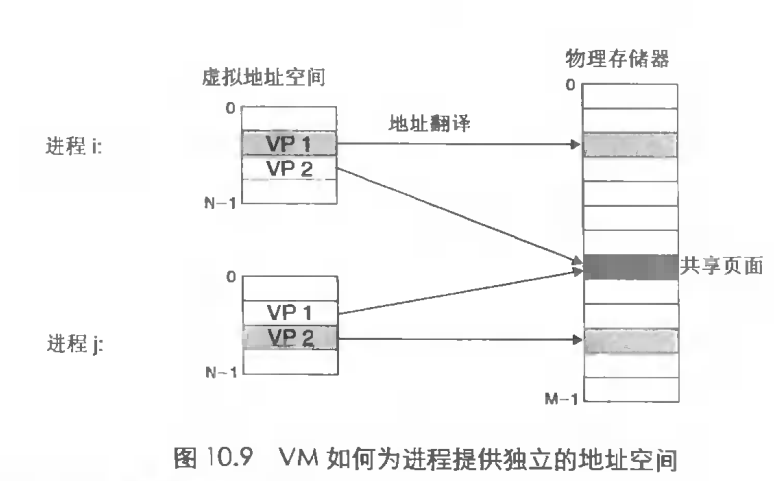 物理存储器
虚拟地址空间
0
0
地址翻译
进程 i:
VP 1
VP 2
N-1
共享页面
0
VP 1
进程 j:
VP 2
N-1
M-1
图 10.9 VM 如何为进程提供独立的地址空间